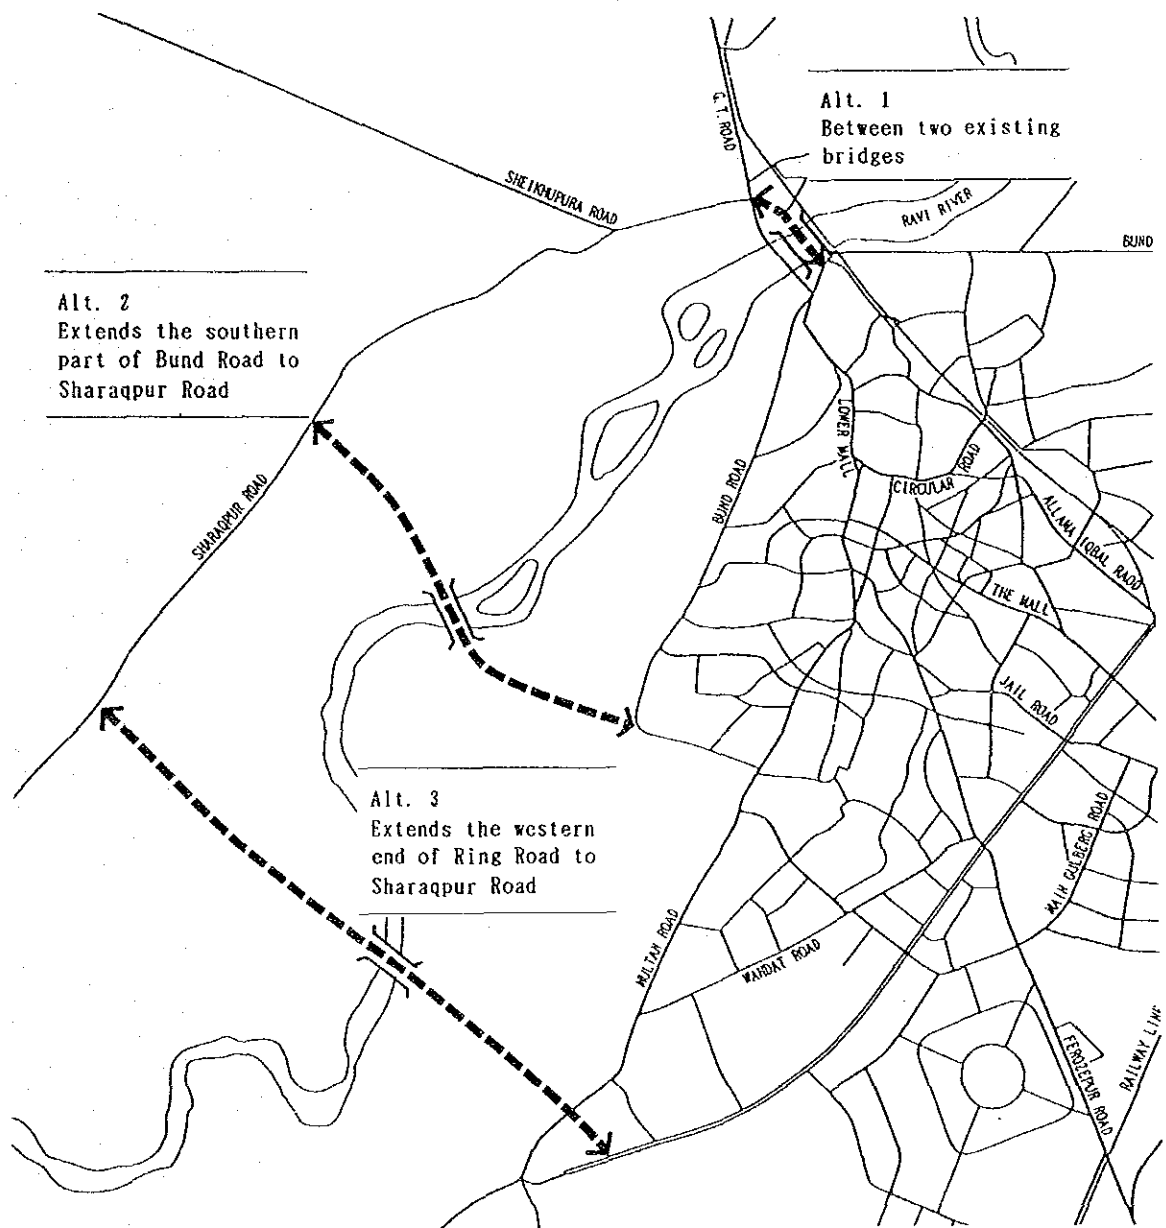 Alt. 1
Between two existing
bridges
G.T. ROAD
SHEIKHUPURA ROAD
RAVI RIVER
BUND
Alt. 2
Extends the southern
part of Bund Road to
Sharaqpur Road
LOWER MALL
CIRCULAR ROAD
BUND ROAD
SHARAQPUR ROAD
ALLAMA IQBAL RAOD
THE MALL
JAIL ROAD
Alt. 3
Extends the western
end of Ring Road to
Sharaqpur Road
MAIN GULBERG ROAD
MULTAN ROAD
WAHDAT ROAD
FEROZEPUR ROAD
RAILWAY LINE